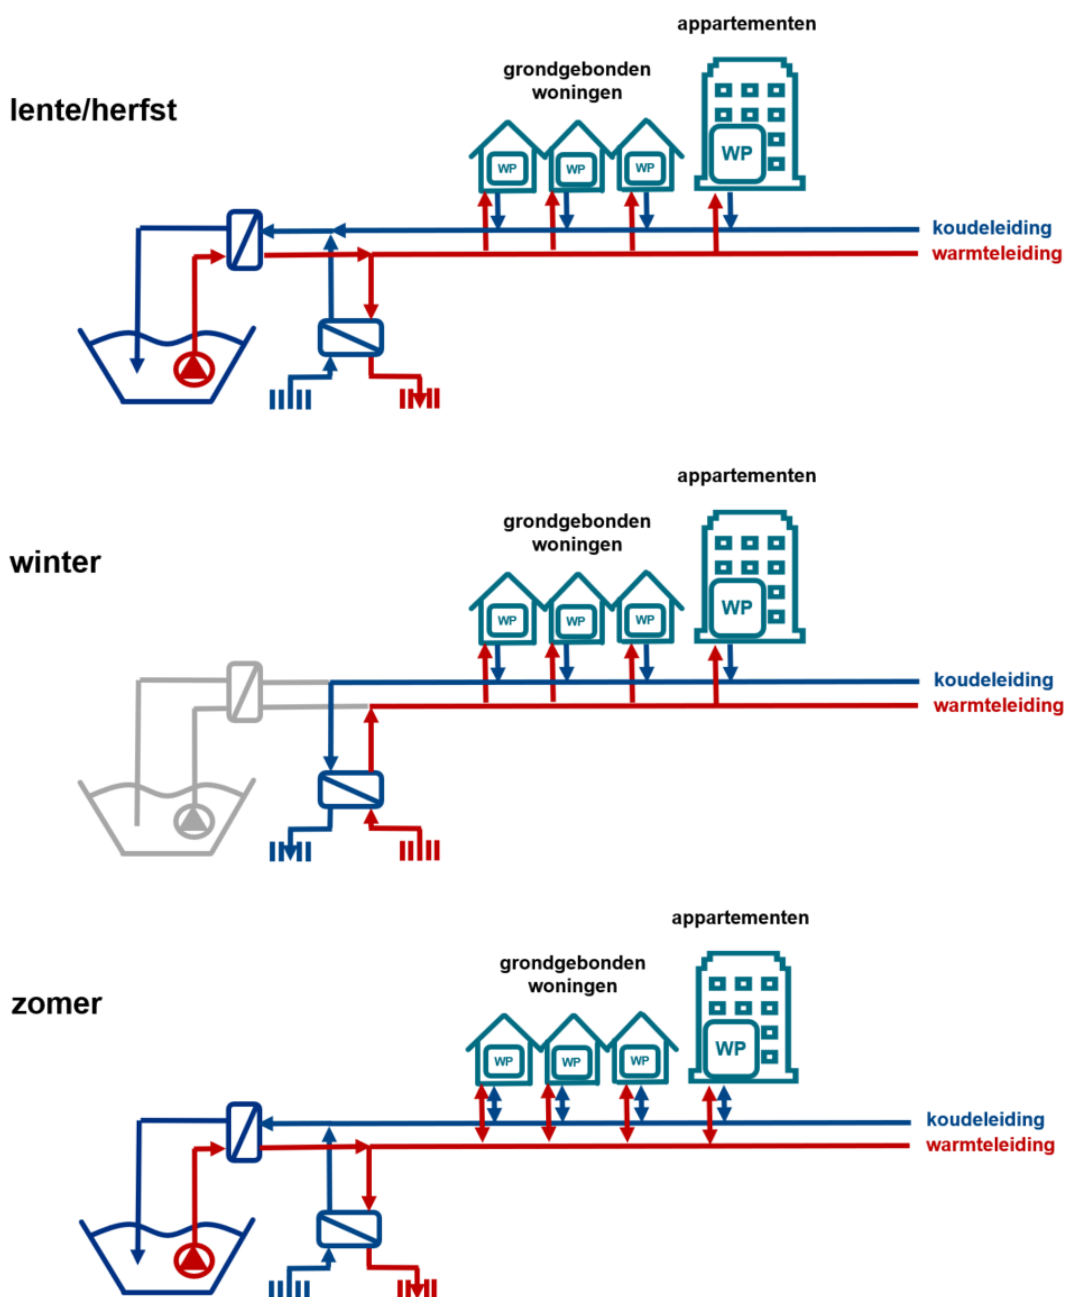 appartementen
grondgebonden
woningen
lente/herfst
WP
WP
WP
WP
koudeleiding
warmteleiding
appartementen
grondgebonden
woningen
winter
WP
WP
WP
WP
koudeleiding
warmteleiding
appartementen
grondgebonden
woningen
zomer
WP
WP
WP
WP
koudeleiding
warmteleiding